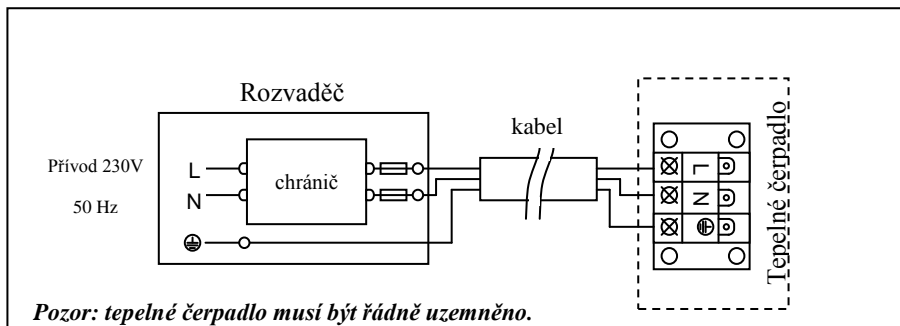 Rozvaděč
kabel
Přívod 230V
50 Hz
L
N
chránič
L
N
Tepelné čerpadlo
Pozor: tepelné čerpadlo musí být řádně uzemněno.